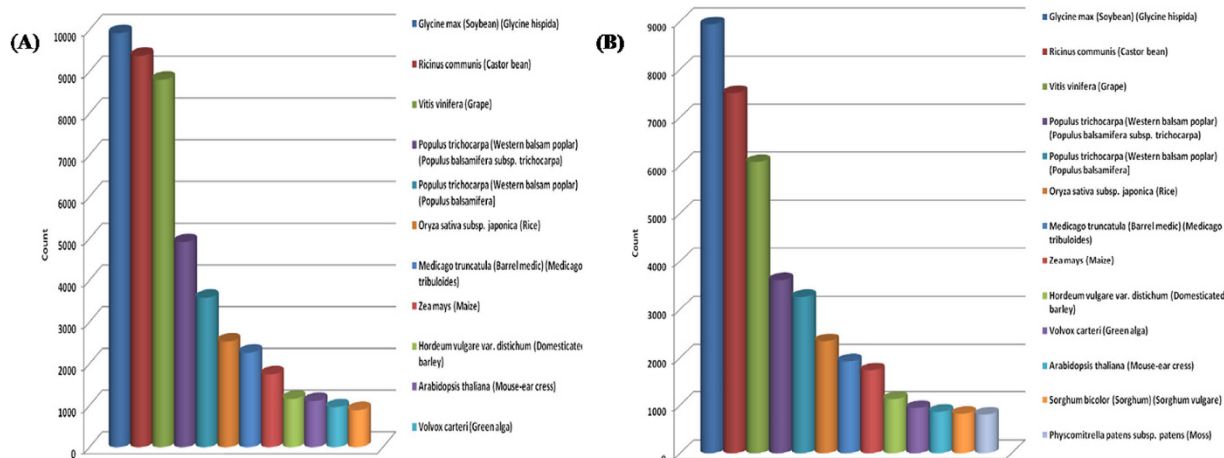 (A)
Count
10000
9000
8000
7000
6000
5000
4000
3000
2000
1000
0
Glycine max (Soybean) (Glycine hispida)
Ricinus communis (Castor bean)
Vitis vinifera (Grape)
Populus trichocarpa (Western balsam poplar)
(Populus balsamifera subsp. trichocarpa)
Populus trichocarpa (Western balsam poplar)
(Populus balsamifera]
Oryza sativa subsp. japonica (Rice)
Medicago truncatula (Barrel medic) (Medicago
tribuloides)
Zea mays (Maize)
Hordeum vulgare var. distichum (Domesticated
barley)
Arabidopsis thaliana (Mouse-ear cress)
Volvox carteri (Green alga)
(B)
Count
9000
8000
7000
6000
5000
4000
3000
2000
1000
0
Glycine max (Soybean) (Glycine hispida)
Ricinus communis (Castor bean)
Vitis vinifera (Grape)
Populus trichocarpa (Western balsam poplar)
(Populus balsamifera subsp. trichocarpa)
Populus trichocarpa (Western balsam poplar)
[Populus balsamifera]
Oryza sativa subsp. japonica (Rice)
Medicago truncatula (Barrel medic) (Medicago
tribuloides)
Zea mays (Maize)
Hordeum vulgare var. distichum (Domesticated
barley)
Volvox carteri (Green alga)
Arabidopsis thaliana (Mouse-ear cress)
Sorghum bicolor (Sorghum) (Sorghum vulgare)
Physcomitrella patens subsp. patens (Moss)